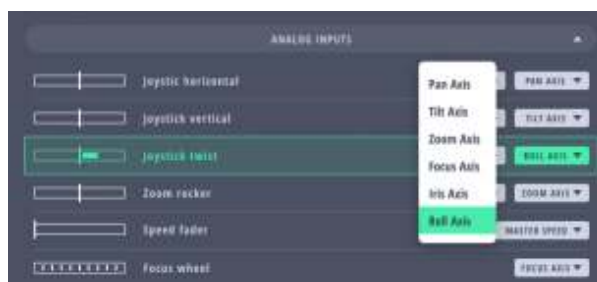 ANALOG INPUTS
Joystic horizontal
PAN AXIS
Joystick vertical
TILT AXIS
Joystick twist
ROLL AXIS
Zoom rocker
ZOOM AXIS
Speed fader
MASTER SPEED
Focus wheel
FOCUS AXIS
Pan Axis
Tilt Axis
Zoom Axis
Focus Axis
Iris Axis
Roll Axis